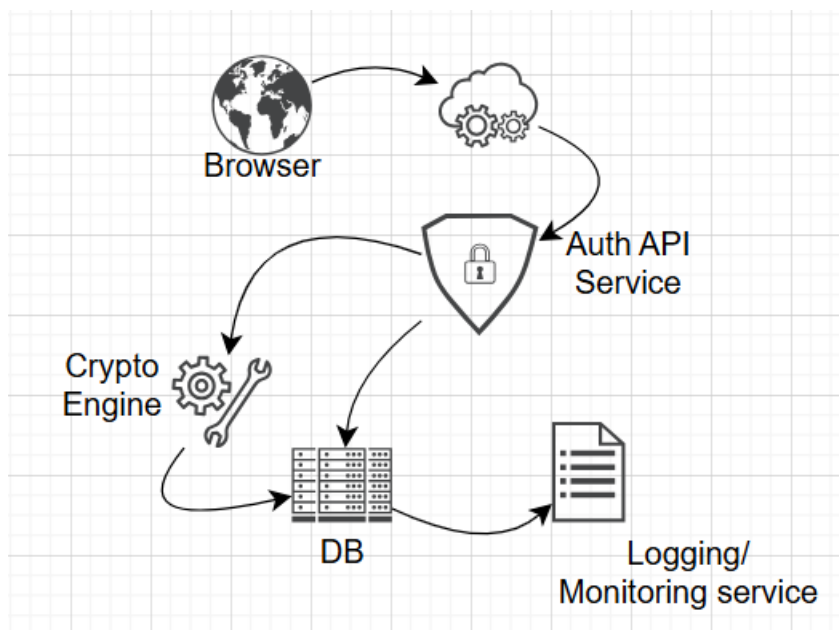 Browser
Auth API
Service
Crypto
Engine
DB
Logging/
Monitoring service